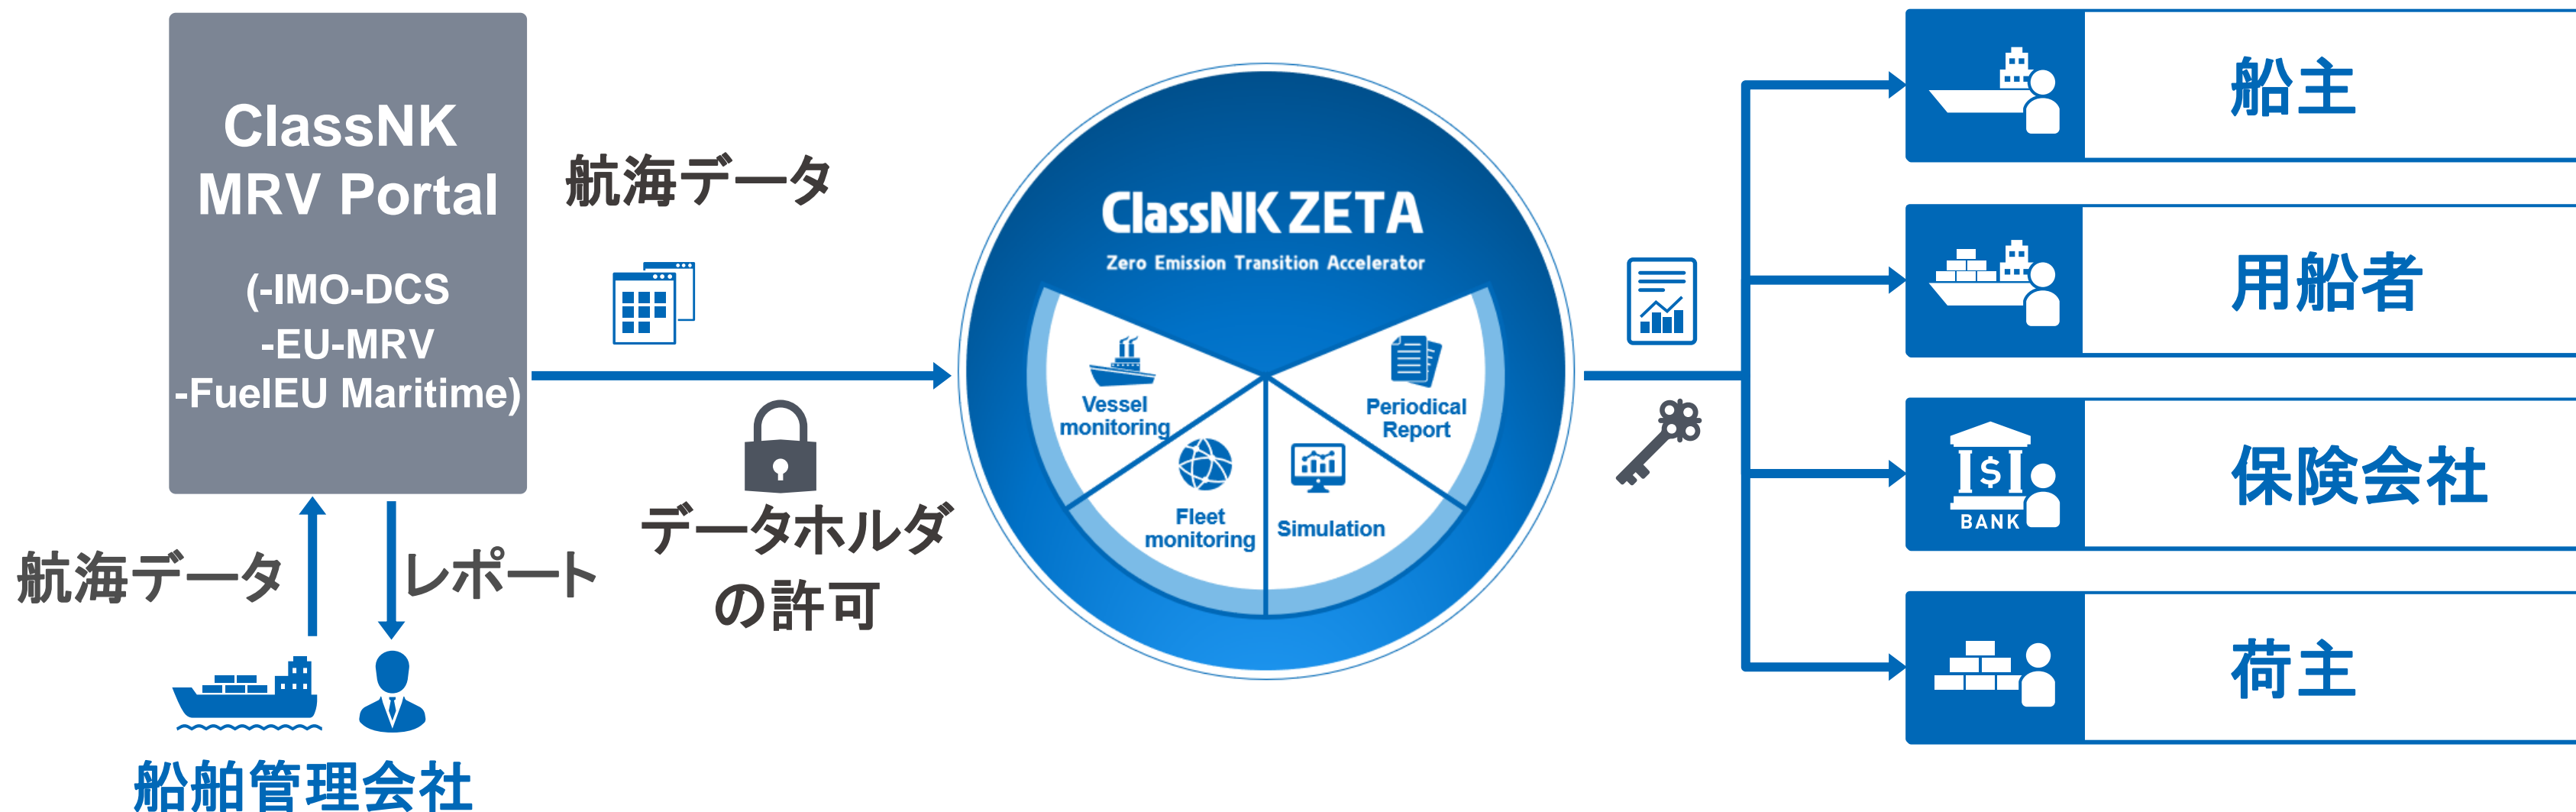 ClassNK
MRV Portal
(-IMO-DCS
-EU-MRV
-FuelEU Maritime)
航海データ
レポート
船舶管理会社
航海データ
データホルダ
の許可
ClassNK ZETA
Zero Emission Transition Accelerator
Vessel
monitoring
Fleet
monitoring
Simulation
Periodical
Report
船主
用船者
$
BANK
保険会社
荷主